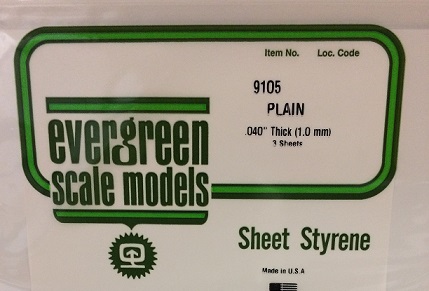 Item No. Loc. Code
9105
PLAIN
.040" Thick (1.0 mm)
3 Sheets
evergreen
scale models
Sheet Styrene
Made in U.S.A